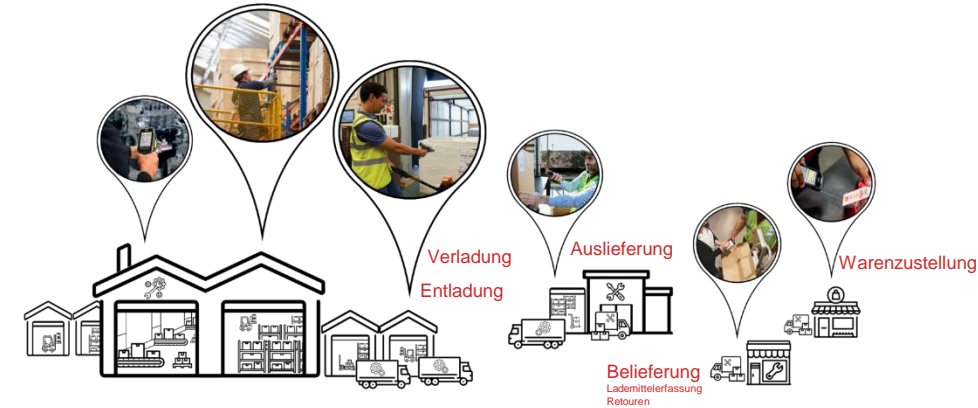 Verladung
Entladung
Auslieferung
Belieferung
Lademittelerfassung
Retouren
Warenzustellung